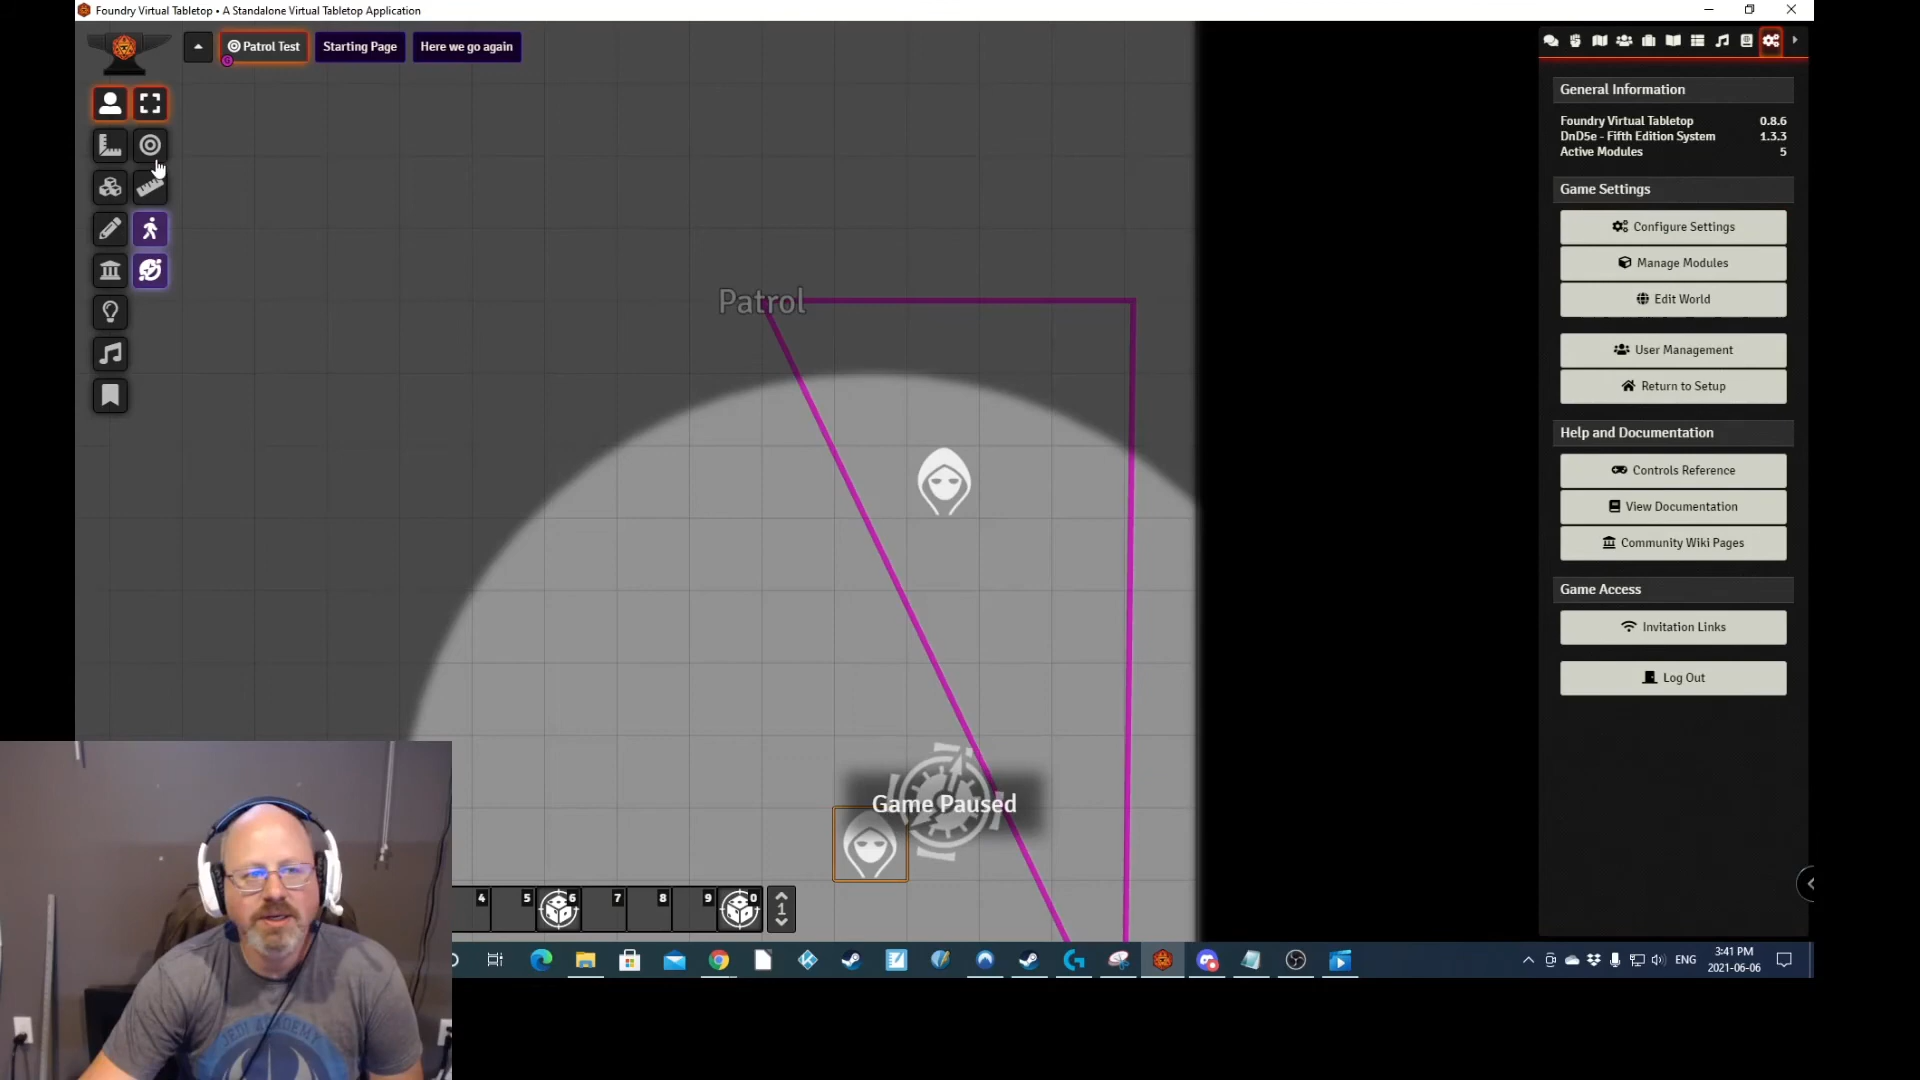 Foundry Virtual Tabletop • A Standalone Virtual Tabletop Application
Patrol Test
Starting Page
Here we go again
G
Patrol
Game Paused
General Information
Foundry Virtual Tabletop 0.8.6
DnD5e - Fifth Edition System 1.3.3
Active Modules 5
Game Settings
Configure Settings
Manage Modules
Edit World
User Management
Return to Setup
Help and Documentation
Controls Reference
View Documentation
Community Wiki Pages
Game Access
Invitation Links
Log Out
4 5 6 7 8 9 0
1
JEDI ACADEMY
ENG
3:41 PM
2021-06-06